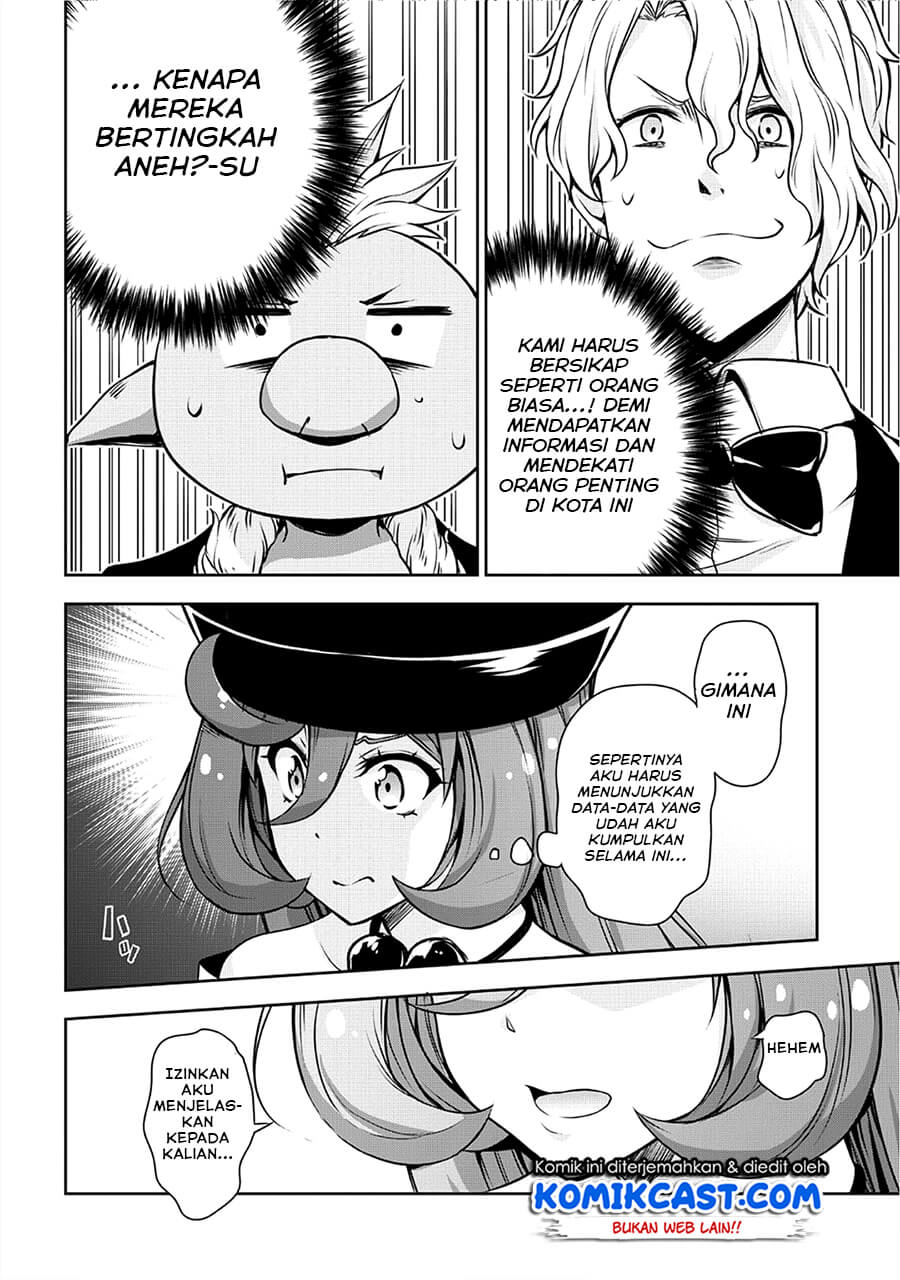 KAMI HARUS
BERSIKAP
SEPERTI ORANG
BIASA...! DEMI
MENDAPATKAN
INFORMASI DAN
MENDEKATI
ORANG PENTING
DI KOTA INI
... KENAPA
MEREKA
BERTINGKAH
ANEH?-SU
...
GIMANA
INI
SEPERTINYA
AKU HARUS
MENUNJUKKAN
DATA-DATA YANG
UDAH AKU
KUMPULKAN
SELAMA INI...
ハッ
HEHEM
IZINKAN
AKU
MENJELAS-
KAN
KEPADA
KALIAN...
Komik ini diterjemahkan & diedit oleh
KOMIKCAST.COM
BUKAN WEB LAIN!!